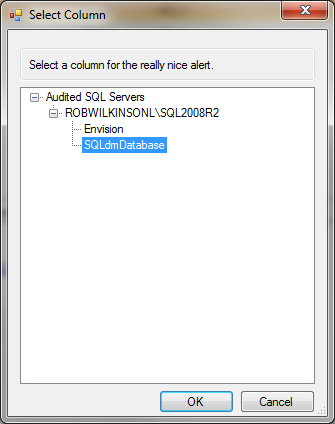 Select Column
Select a column for the really nice alert.
Audited SQL Servers
ROBWILKINSONL\SQL2008R2
Envision
SQLdmDatabase
OK
Cancel